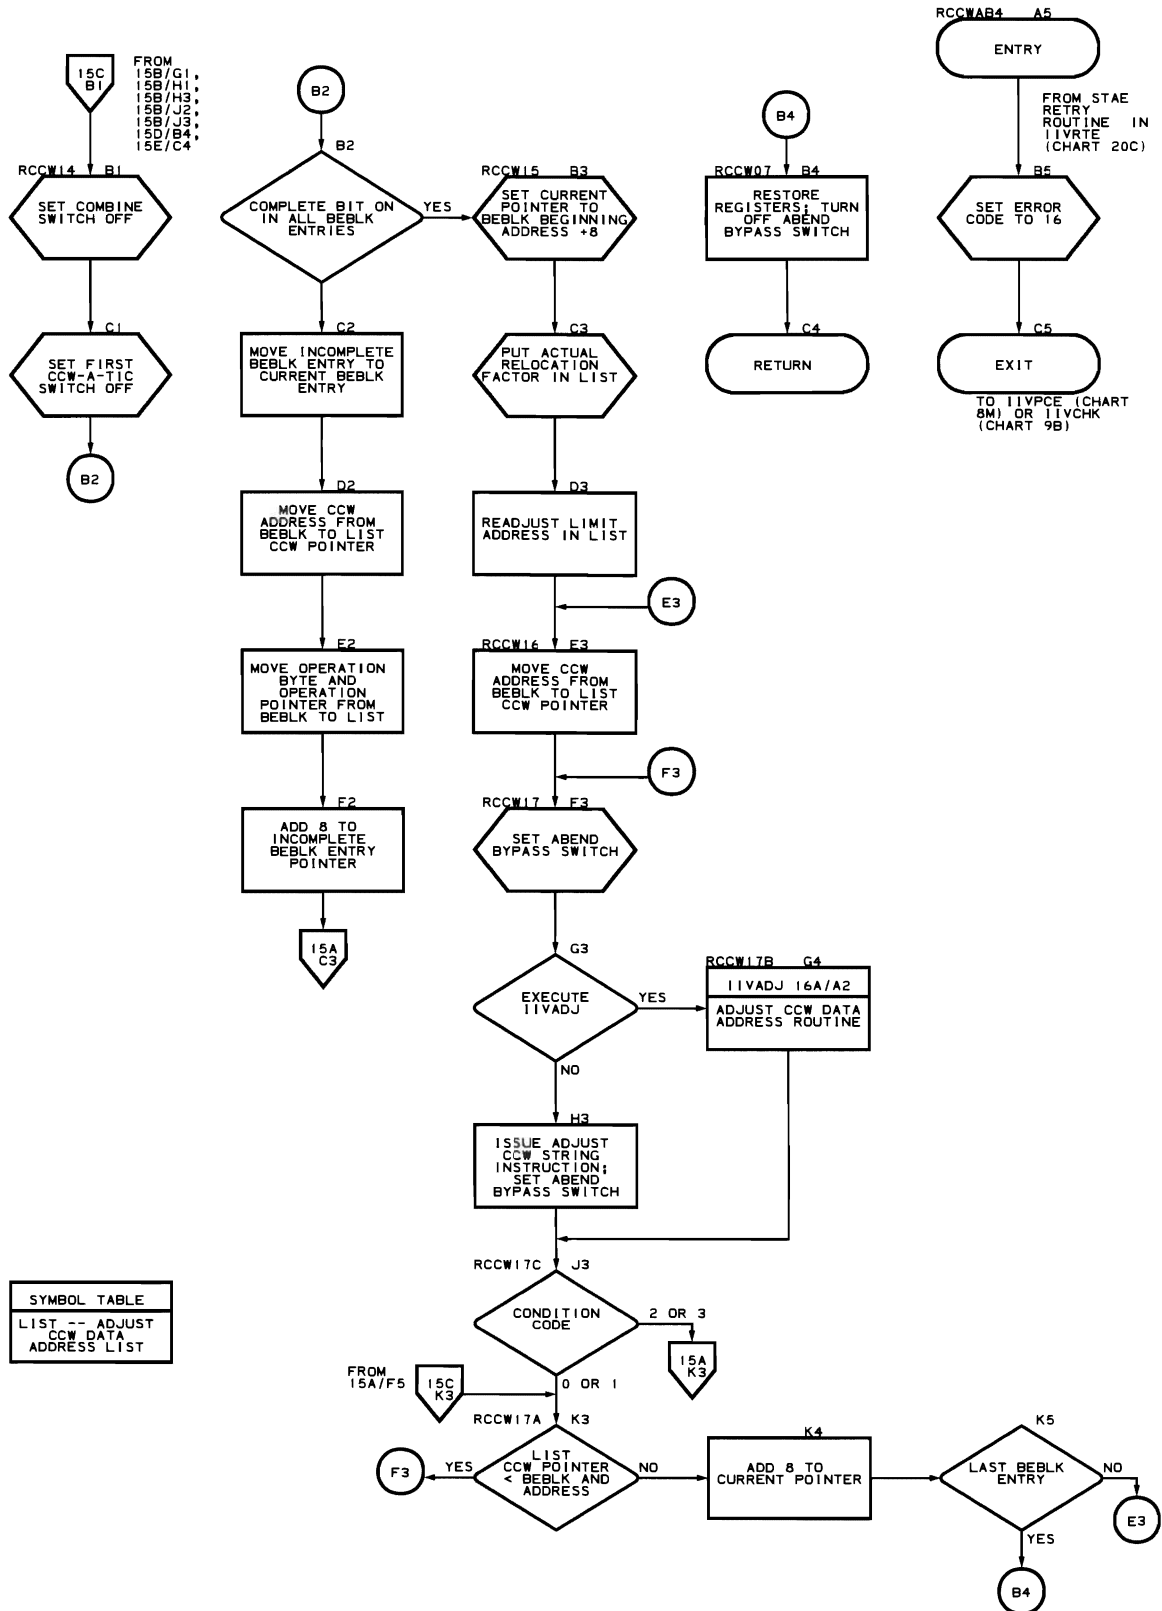 15C
B1
FROM
15B/G1,
15B/H1,
15B/H3,
15B/J2,
15B/J3,
15D/B4,
15E/C4
RCCW14 B1
SET COMBINE
SWITCH OFF
C1
SET FIRST
CCW-A-TIC
SWITCH OFF
B2
B2
B2
COMPLETE BIT ON
IN ALL BEBLK
ENTRIES
YES
C2
MOVE INCOMPLETE
BEBLK ENTRY TO
CURRENT BEBLK
ENTRY
D2
MOVE CCW
ADDRESS FROM
BEBLK TO LIST
CCW POINTER
E2
MOVE OPERATION
BYTE AND
OPERATION
POINTER FROM
BEBLK TO LIST
F2
ADD 8 TO
INCOMPLETE
BEBLK ENTRY
POINTER
15A
C3
RCCW15 B3
SET CURRENT
POINTER TO
BEBLK BEGINNING
ADDRESS +8
C3
PUT ACTUAL
RELOCATION
FACTOR IN LIST
D3
READJUST LIMIT
ADDRESS IN LIST
E3
RCCW16 E3
MOVE CCW
ADDRESS FROM
BEBLK TO LIST
CCW POINTER
F3
RCCW17 F3
SET ABEND
BYPASS SWITCH
G3
EXECUTE
IIVADJ
YES
NO
RCCW17B G4
IIVADJ 16A/A2
ADJUST CCW DATA
ADDRESS ROUTINE
H3
ISSUE ADJUST
CCW STRING
INSTRUCTION;
SET ABEND
BYPASS SWITCH
RCCW17C J3
CONDITION
CODE
2 OR 3
15A
K3
0 OR 1
FROM
15A/F5
15C
K3
RCCW17A K3
LIST
CCW POINTER
< BEBLK AND
ADDRESS
YES
F3
NO
K4
ADD 8 TO
CURRENT POINTER
K5
LAST BEBLK
ENTRY
NO
E3
YES
B4
B4
RCCW07 B4
RESTORE
REGISTERS; TURN
OFF ABEND
BYPASS SWITCH
C4
RETURN
RCCWAB4 A5
ENTRY
FROM STAE
RETRY
ROUTINE IN
IIVRTE
(CHART 20C)
B5
SET ERROR
CODE TO 16
C5
EXIT
TO IIVPCE (CHART
8M) OR IIVCHK
(CHART 9B)
SYMBOL TABLE
LIST -- ADJUST
CCW DATA
ADDRESS LIST